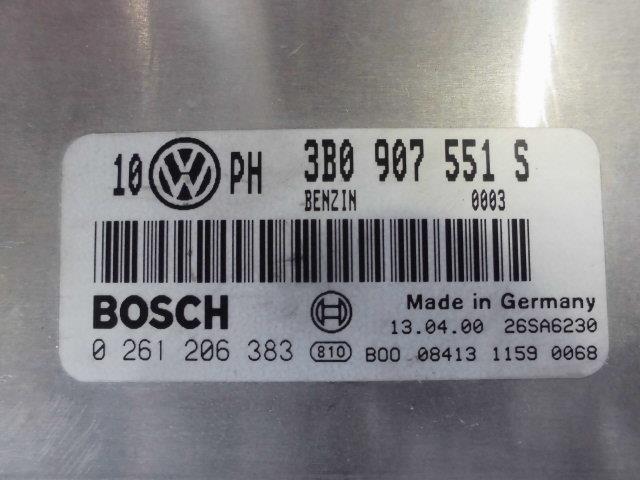 10 VW PH 3B0 907 551 S
BENZIN 0003
BOSCH Made in Germany
13.04.00 26SA6230
0 261 206 383 810 B00 08413 1159 0068